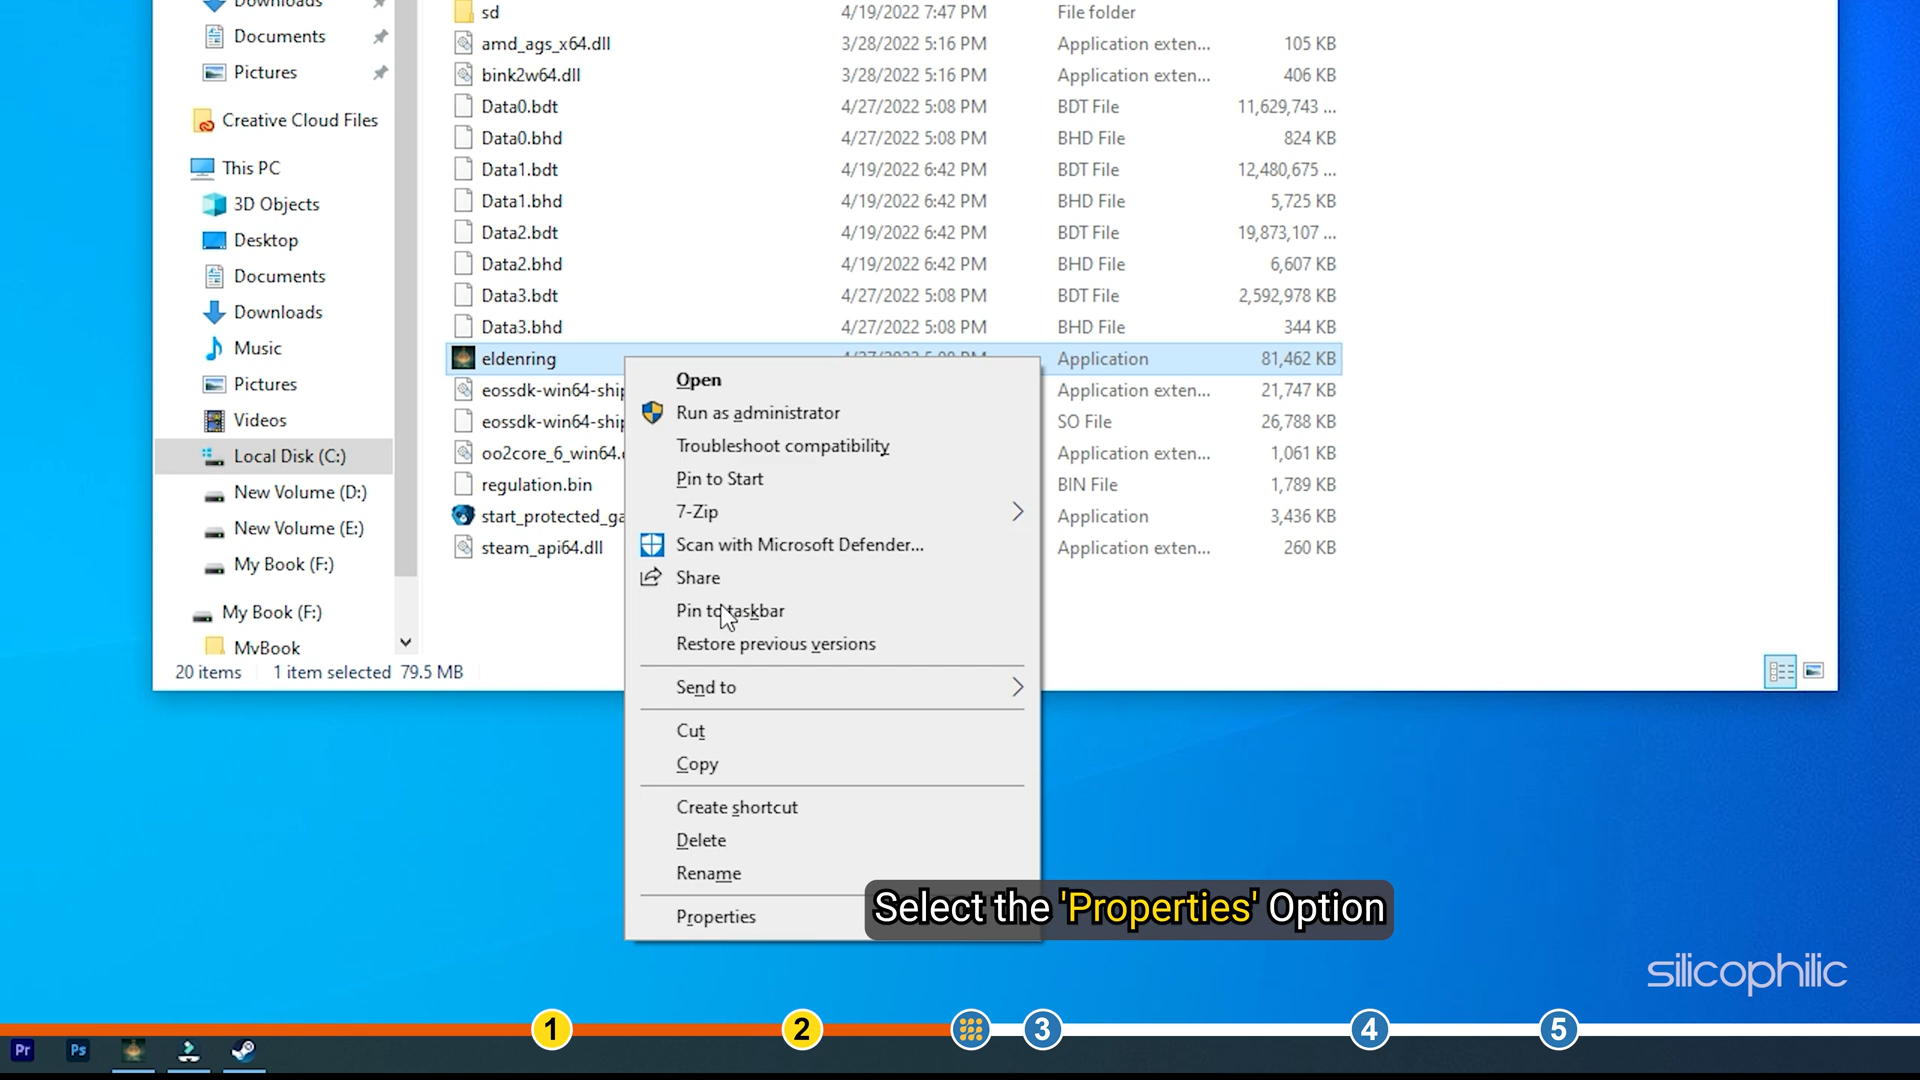 Downloads
Documents
Pictures
Creative Cloud Files
This PC
3D Objects
Desktop
Documents
Downloads
Music
Pictures
Videos
Local Disk (C:)
New Volume (D:)
New Volume (E:)
My Book (F:)
My Book (F:)
MyBook
sd 4/19/2022 7:47 PM File folder
amd_ags_x64.dll 3/28/2022 5:16 PM Application exten... 105 KB
bink2w64.dll 3/28/2022 5:16 PM Application exten... 406 KB
Data0.bdt 4/27/2022 5:08 PM BDT File 11,629,743 ...
Data0.bhd 4/27/2022 5:08 PM BHD File 824 KB
Data1.bdt 4/19/2022 6:42 PM BDT File 12,480,675 ...
Data1.bhd 4/19/2022 6:42 PM BHD File 5,725 KB
Data2.bdt 4/19/2022 6:42 PM BDT File 19,873,107 ...
Data2.bhd 4/19/2022 6:42 PM BHD File 6,607 KB
Data3.bdt 4/27/2022 5:08 PM BDT File 2,592,978 KB
Data3.bhd 4/27/2022 5:08 PM BHD File 344 KB
eldenring Application 81,462 KB
eossdk-win64-ship Application exten... 21,747 KB
eossdk-win64-ship SO File 26,788 KB
oo2core_6_win64. Application exten... 1,061 KB
regulation.bin BIN File 1,789 KB
start_protected_ga Application 3,436 KB
steam_api64.dll Application exten... 260 KB
Open
Run as administrator
Troubleshoot compatibility
Pin to Start
7-Zip
Scan with Microsoft Defender...
Share
Pin to taskbar
Restore previous versions
Send to
Cut
Copy
Create shortcut
Delete
Rename
Properties
20 items 1 item selected 79.5 MB
Select the 'Properties' Option
silicophilic
1 2 3 4 5
Pr Ps